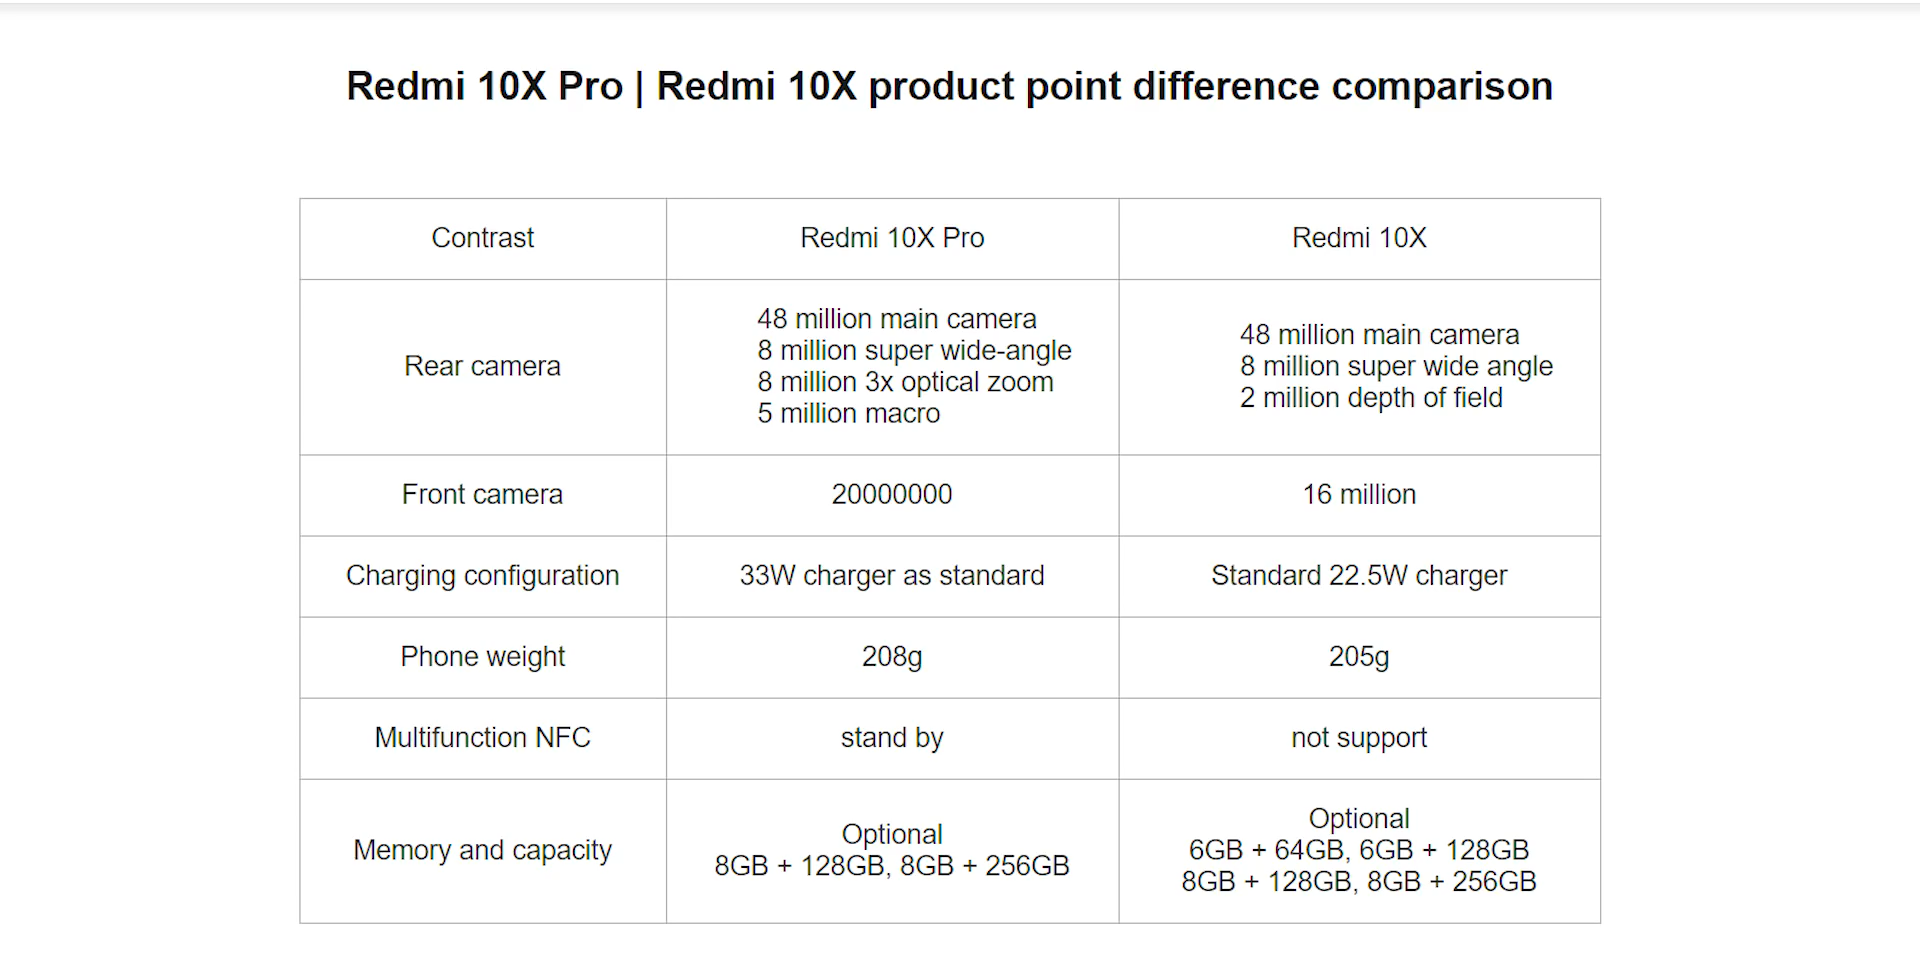 Redmi 10X Pro | Redmi 10X product point difference comparison
Contrast
Redmi 10X Pro
Redmi 10X
Rear camera
48 million main camera
8 million super wide-angle
8 million 3x optical zoom
5 million macro
48 million main camera
8 million super wide angle
2 million depth of field
Front camera
20000000
16 million
Charging configuration
33W charger as standard
Standard 22.5W charger
Phone weight
208g
205g
Multifunction NFC
stand by
not support
Memory and capacity
Optional
8GB + 128GB, 8GB + 256GB
Optional
6GB + 64GB, 6GB + 128GB
8GB + 128GB, 8GB + 256GB